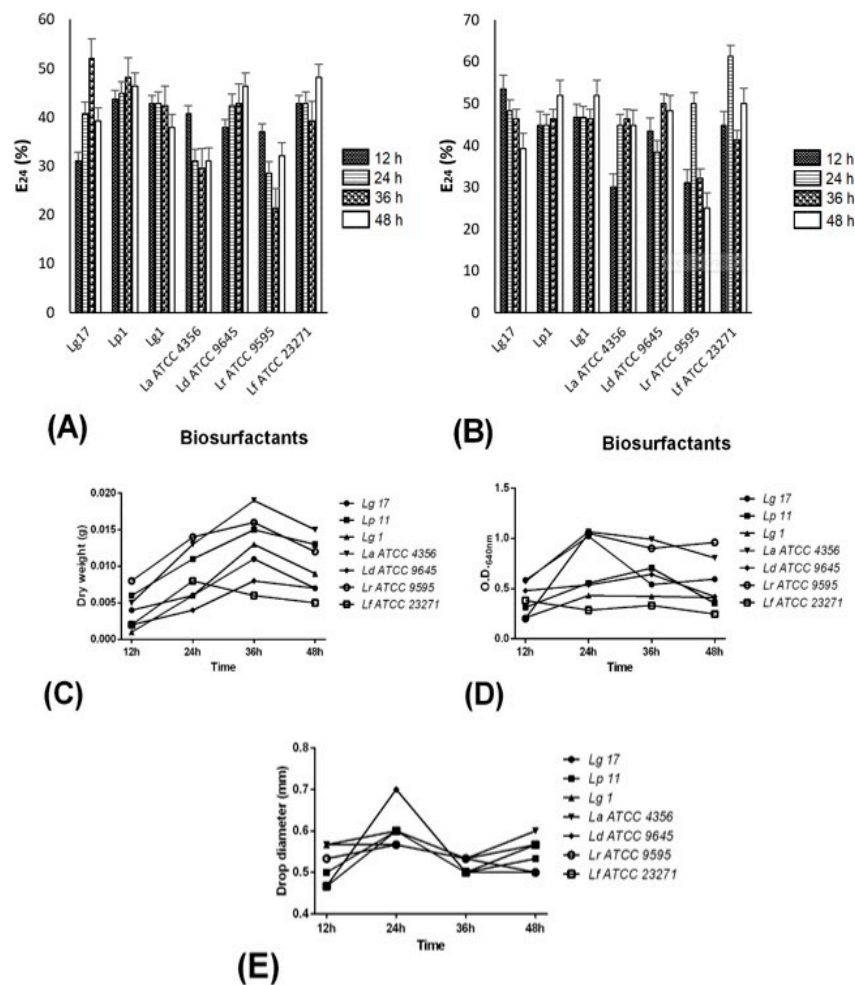 60
50
40
30
20
10
0
E24 (%)
12 h
24 h
36 h
48 h
Lg17
Lp1
Lg1
La ATCC 4356
Ld ATCC 9645
Lr ATCC 9595
Lf ATCC 23271
(A)
Biosurfactants
70
60
50
40
30
20
10
0
E24 (%)
12 h
24 h
36 h
48 h
Lg17
Lp1
Lg1
La ATCC 4356
Ld ATCC 9645
Lr ATCC 9595
Lf ATCC 23271
(B)
Biosurfactants
0.020
0.015
0.010
0.005
0.000
Dry weight (g)
12h 24h 36h 48h
Time
Lg 17
Lp 11
Lg 1
La ATCC 4356
Ld ATCC 9645
Lr ATCC 9595
Lf ATCC 23271
(C)
1.5
1.0
0.5
0.0
O.D.640nm
12h 24h 36h 48h
Time
Lg 17
Lp 11
Lg 1
La ATCC 4356
Ld ATCC 9645
Lr ATCC 9595
Lf ATCC 23271
(D)
0.8
0.7
0.6
0.5
0.4
Drop diameter (mm)
12h 24h 36h 48h
Time
Lg 17
Lp 11
Lg 1
La ATCC 4356
Ld ATCC 9645
Lr ATCC 9595
Lf ATCC 23271
(E)